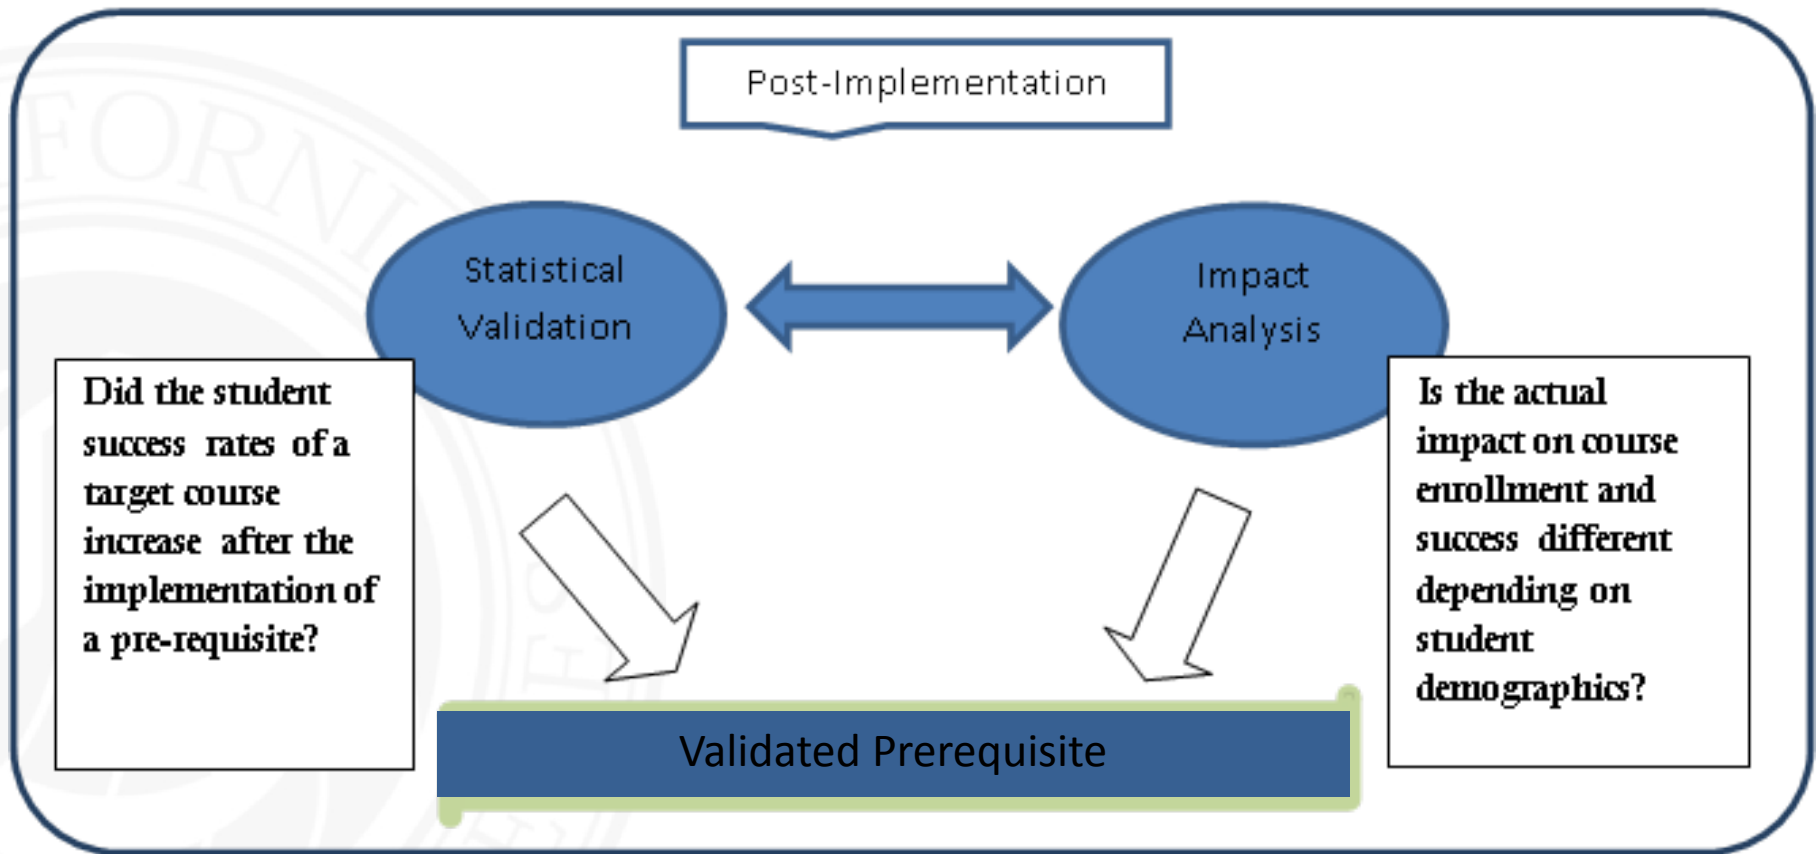 Post-Implementation
Statistical
Validation
Impact
Analysis
Did the student
success rates of a
target course
increase after the
implementation of
a pre-requisite?
Is the actual
impact on course
enrollment and
success different
depending on
student
demographics?
Validated Prerequisite
FORNI